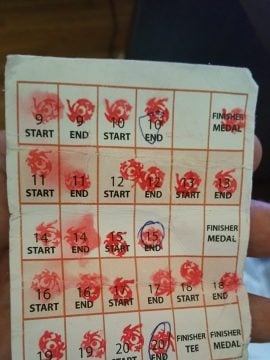 9 9 10 10 FINISHER
START END START END MEDAL
11 11 12 12 13 13
START END START END START END
14 14 15 15 FINISHER
START END START END MEDAL
16 16 17 17 18 18
START END START END START END
19 19 20 20 FINISHER FINISHER
START END TEE MEDAL